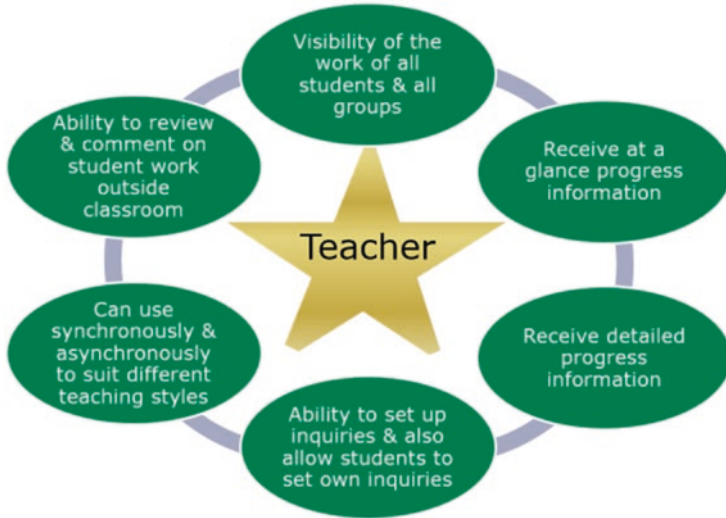 Visibility of the
work of all
students & all
groups
Receive at a
glance progress
information
Receive detailed
progress
information
Ability to set up
inquiries & also
allow students to
set own inquiries
Can use
synchronously &
asynchronously
to suit different
teaching styles
Ability to review
& comment on
student work
outside
classroom
Teacher